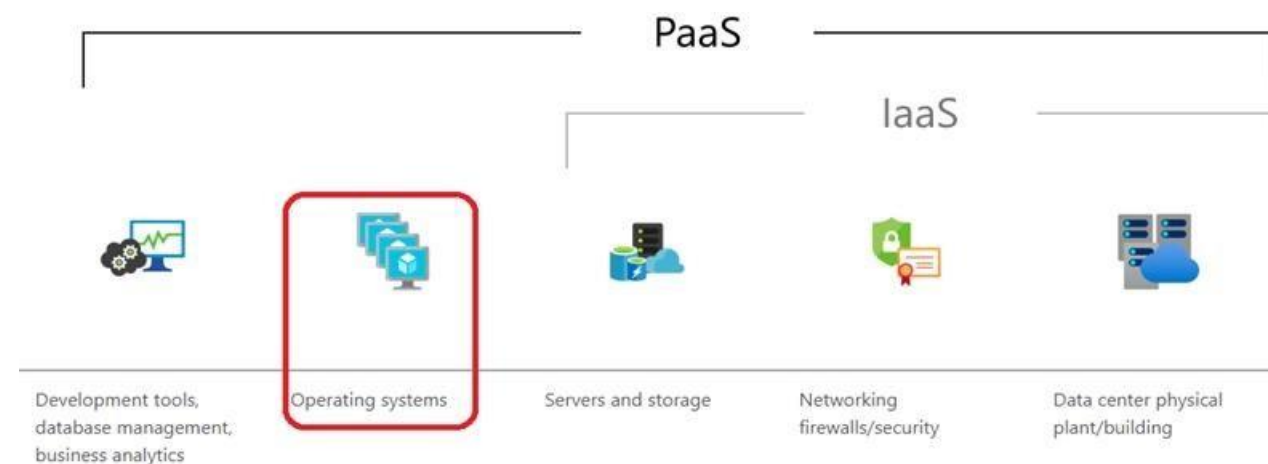 PaaS
IaaS
Development tools,
database management,
business analytics
Operating systems
Servers and storage
Networking
firewalls/security
Data center physical
plant/building